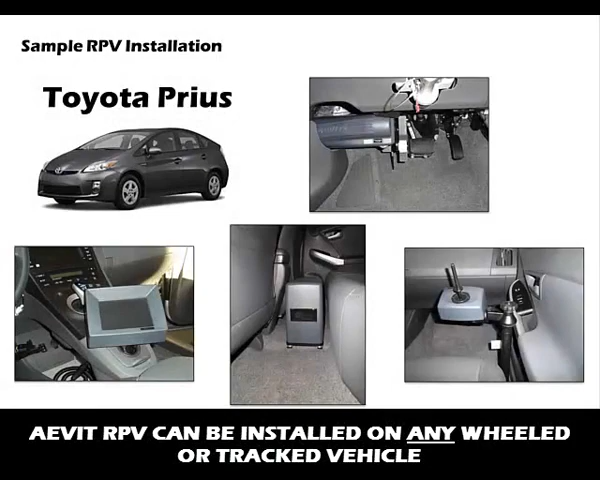 Sample RPV Installation
Toyota Prius
AEVIT RPV CAN BE INSTALLED ON ANY WHEELED
OR TRACKED VEHICLE